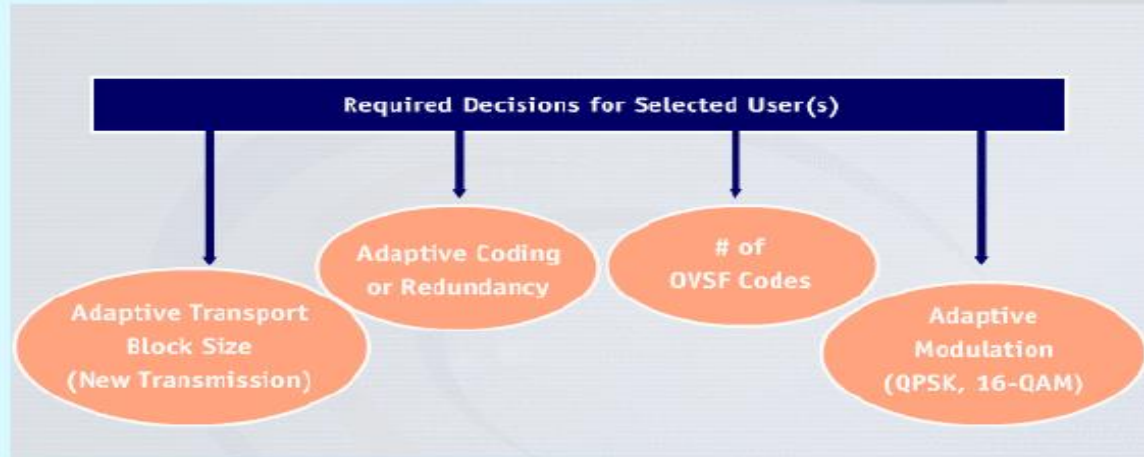 Required Decisions for Selected User(s)
Adaptive Transport
Block Size
(New Transmission)
Adaptive Coding
or Redundancy
# of
OVSF Codes
Adaptive
Modulation
(QPSK, 16-QAM)